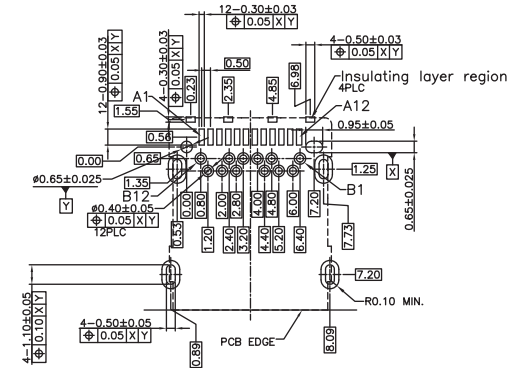 12-0.30±0.03
⌖ 0.05 X Y
4-0.50±0.03
⌖ 0.05 X Y
12-0.90±0.03
⌖ 0.05 X Y
4-0.30±0.03
⌖ 0.05 X Y
0.50
0.23
2.35
4.85
6.98
Insulating layer region
4PLC
A1
A12
1.55
0.56
0.95±0.05
0.00
0.65
ø0.65±0.025
1.35
1.25
X
Y
B12
B1
0.65±0.025
ø0.40±0.05
⌖ 0.05 X Y
12PLC
0.00
0.80
2.00
2.80
4.00
4.80
6.00
7.20
0.53
1.20
2.40
3.20
4.40
5.20
6.40
7.73
7.20
R0.10 MIN.
4-1.10±0.05
⌖ 0.10 X Y
4-0.50±0.05
⌖ 0.05 X Y
0.89
PCB EDGE
8.09